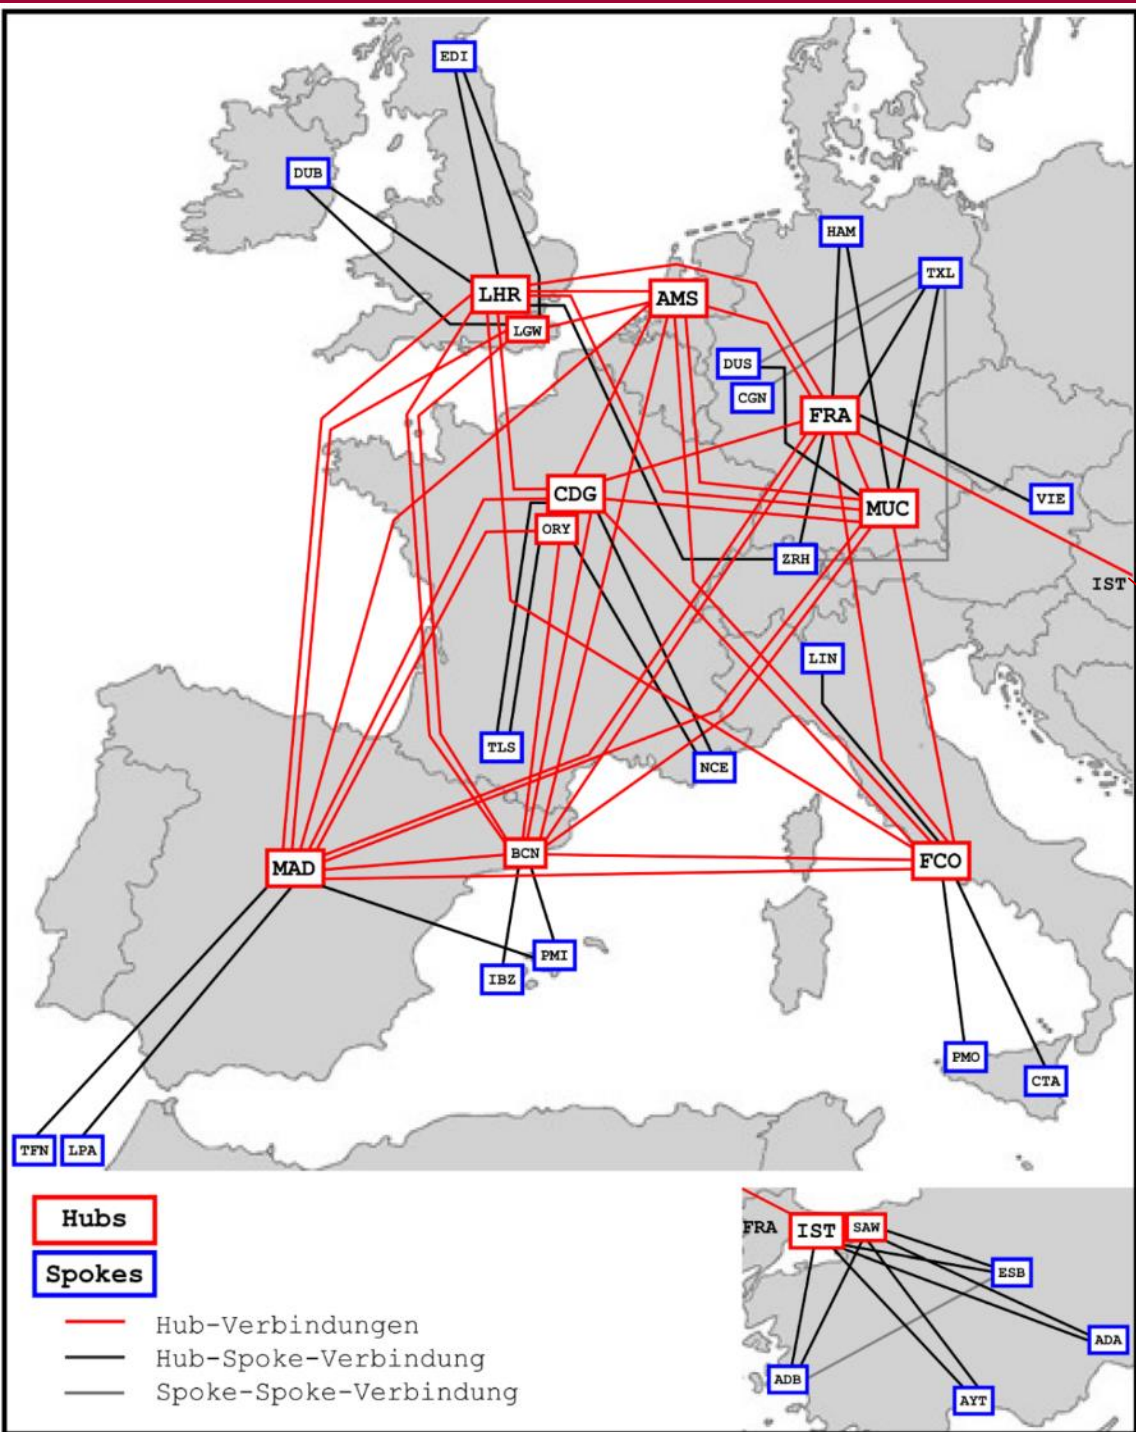 EDI
DUB
HAM
TXL
LHR
AMS
LGW
DUS
CGN
FRA
CDG
VIE
MUC
ORY
ZRH
IST
LIN
TLS
NCE
BCN
MAD
FCO
PMI
IBZ
PMO
CTA
TFN
LPA
Hubs
Spokes
Hub-Verbindungen
Hub-Spoke-Verbindung
Spoke-Spoke-Verbindung
FRA
IST
SAW
ESB
ADA
ADB
AYT